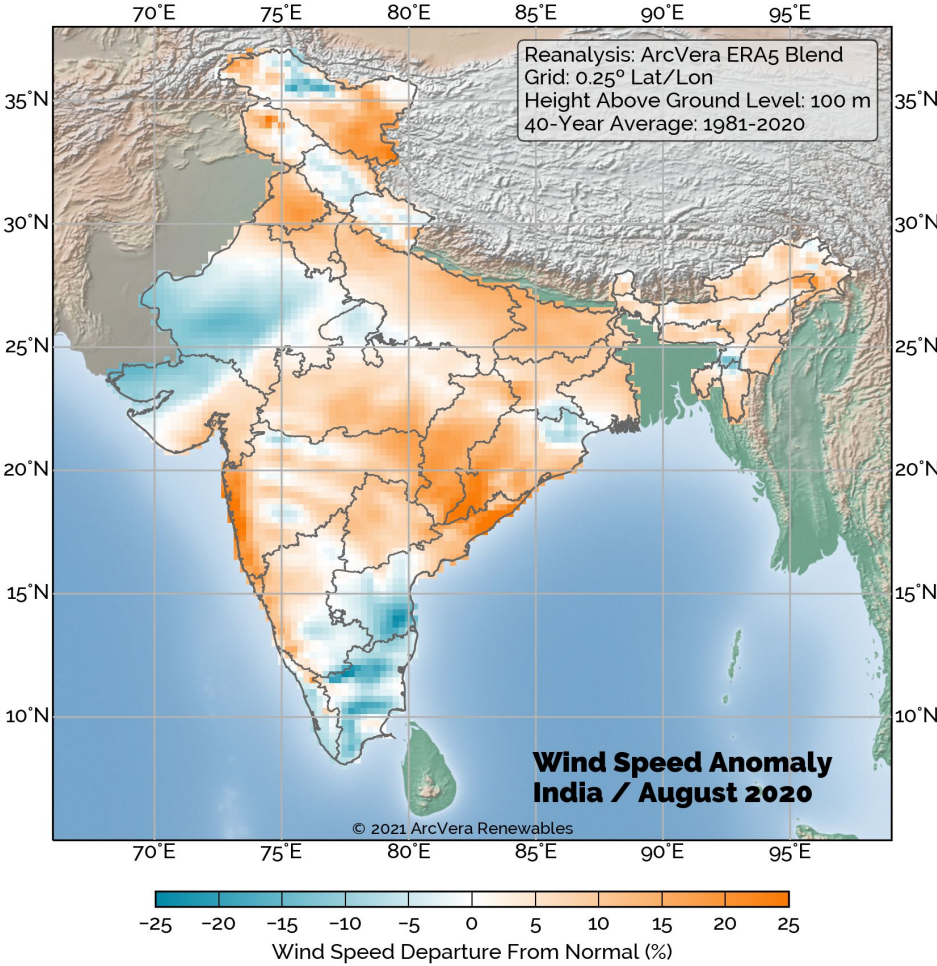 70°E 75°E 80°E 85°E 90°E 95°E
Reanalysis: ArcVera ERA5 Blend
Grid: 0.25º Lat/Lon
Height Above Ground Level: 100 m
40-Year Average: 1981-2020
35°N 35°N
30°N 30°N
25°N 25°N
20°N 20°N
15°N 15°N
10°N 10°N
Wind Speed Anomaly
India / August 2020
© 2021 ArcVera Renewables
70°E 75°E 80°E 85°E 90°E 95°E
−25 −20 −15 −10 −5 0 5 10 15 20 25
Wind Speed Departure From Normal (%)